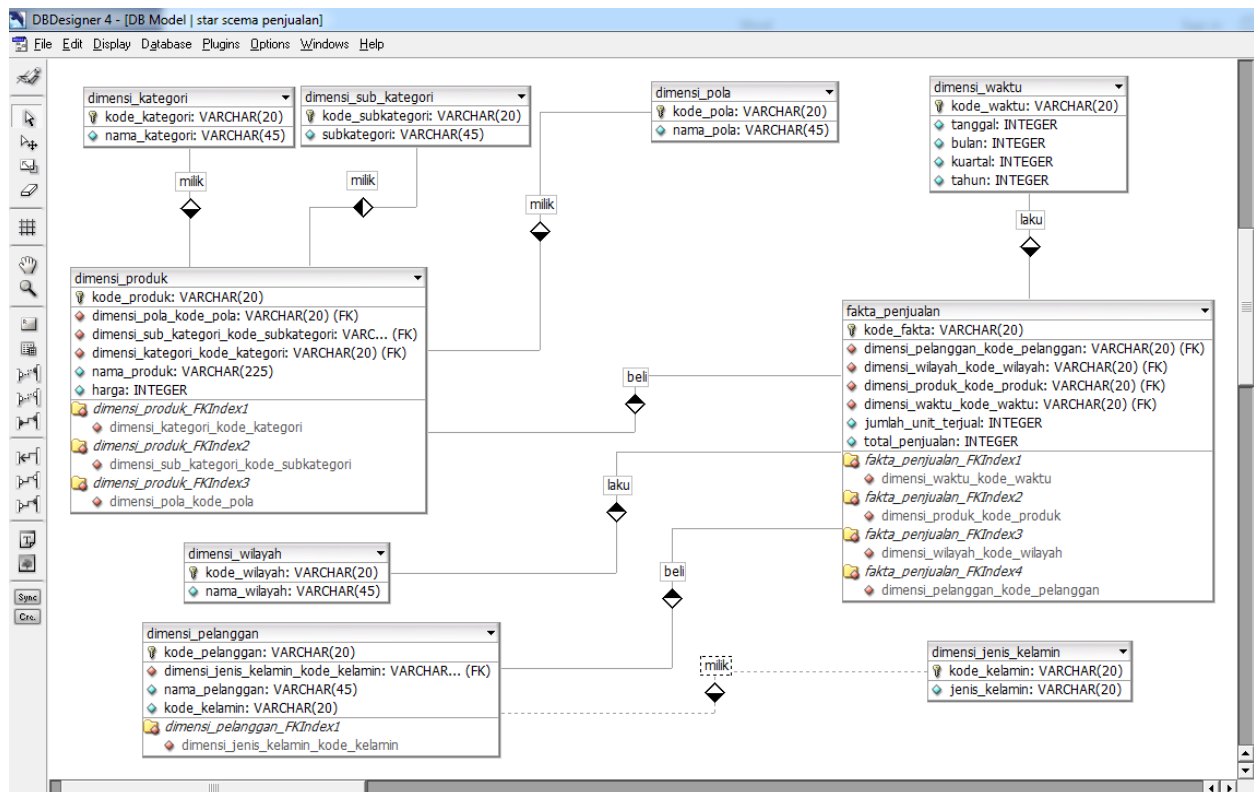 DBDesigner 4 - [DB Model | star scema penjualan]
File Edit Display Database Plugins Options Windows Help
dimensi_kategori
kode_kategori: VARCHAR(20)
nama_kategori: VARCHAR(45)
dimensi_sub_kategori
kode_subkategori: VARCHAR(20)
subkategori: VARCHAR(45)
dimensi_pola
kode_pola: VARCHAR(20)
nama_pola: VARCHAR(45)
dimensi_waktu
kode_waktu: VARCHAR(20)
tanggal: INTEGER
bulan: INTEGER
kuartal: INTEGER
tahun: INTEGER
milik
milik
milik
laku
dimensi_produk
kode_produk: VARCHAR(20)
dimensi_pola_kode_pola: VARCHAR(20) (FK)
dimensi_sub_kategori_kode_subkategori: VARC... (FK)
dimensi_kategori_kode_kategori: VARCHAR(20) (FK)
nama_produk: VARCHAR(225)
harga: INTEGER
dimensi_produk_FKIndex1
dimensi_kategori_kode_kategori
dimensi_produk_FKIndex2
dimensi_sub_kategori_kode_subkategori
dimensi_produk_FKIndex3
dimensi_pola_kode_pola
fakta_penjualan
kode_fakta: VARCHAR(20)
dimensi_pelanggan_kode_pelanggan: VARCHAR(20) (FK)
dimensi_wilayah_kode_wilayah: VARCHAR(20) (FK)
dimensi_produk_kode_produk: VARCHAR(20) (FK)
dimensi_waktu_kode_waktu: VARCHAR(20) (FK)
jumlah_unit_terjual: INTEGER
total_penjualan: INTEGER
fakta_penjualan_FKIndex1
dimensi_waktu_kode_waktu
fakta_penjualan_FKIndex2
dimensi_produk_kode_produk
fakta_penjualan_FKIndex3
dimensi_wilayah_kode_wilayah
fakta_penjualan_FKIndex4
dimensi_pelanggan_kode_pelanggan
beli
laku
beli
dimensi_wilayah
kode_wilayah: VARCHAR(20)
nama_wilayah: VARCHAR(45)
dimensi_pelanggan
kode_pelanggan: VARCHAR(20)
dimensi_jenis_kelamin_kode_kelamin: VARCHAR... (FK)
nama_pelanggan: VARCHAR(45)
kode_kelamin: VARCHAR(20)
dimensi_pelanggan_FKIndex1
dimensi_jenis_kelamin_kode_kelamin
milik
dimensi_jenis_kelamin
kode_kelamin: VARCHAR(20)
jenis_kelamin: VARCHAR(20)
Sync
Cre.